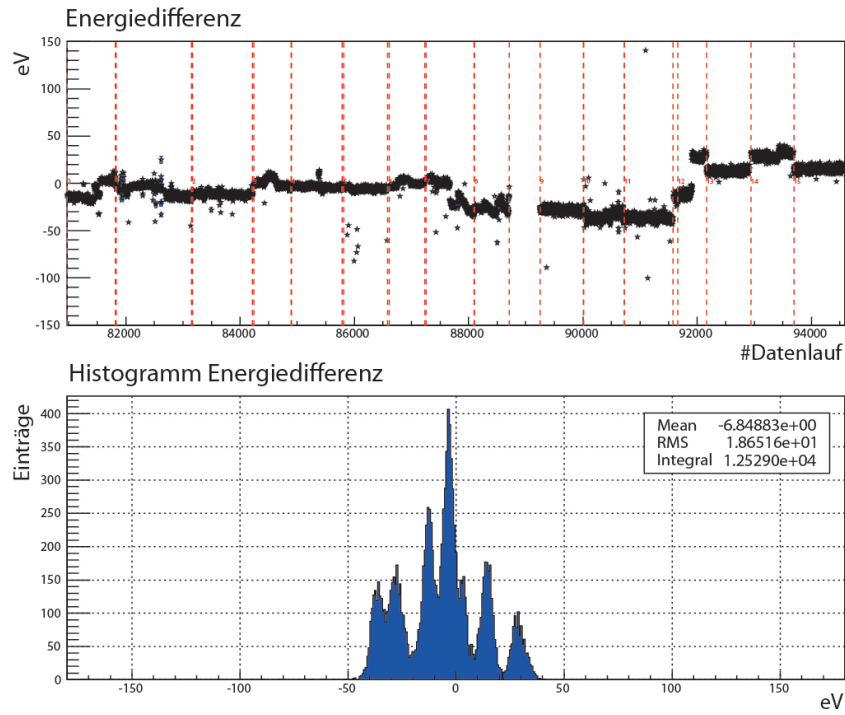 Energiedifferenz
eV
150
100
50
0
-50
-100
-150
82000 84000 86000 88000 90000 92000 94000
#Datenlauf
Histogramm Energiedifferenz
Einträge
400
350
300
250
200
150
100
50
0
Mean -6.84883e+00
RMS 1.86516e+01
Integral 1.25290e+04
-150 -100 -50 0 50 100 150
eV